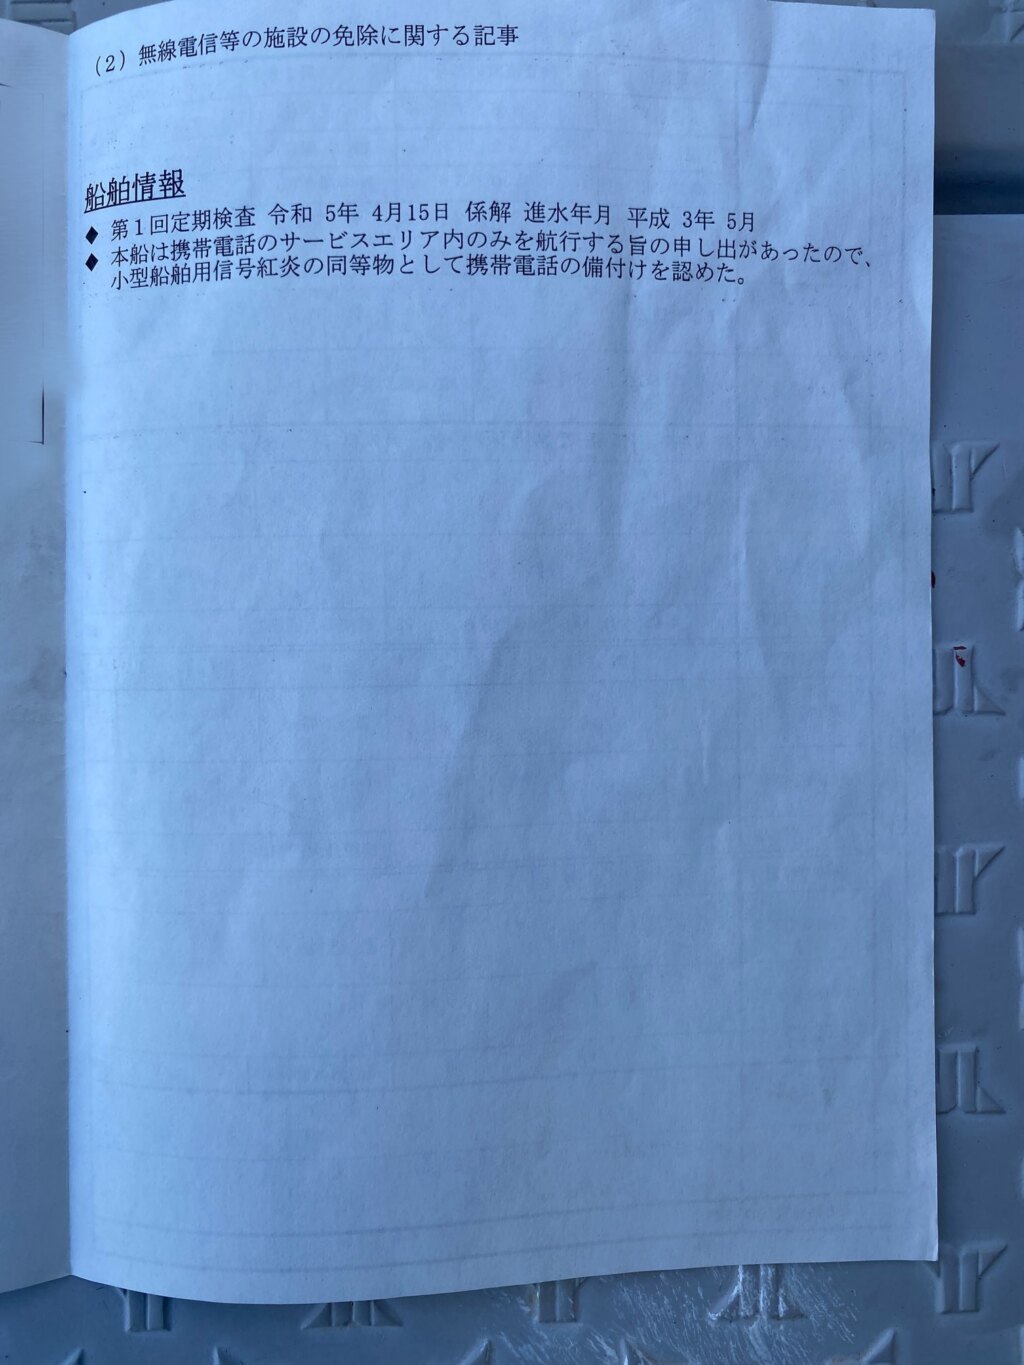 (2)無線電信等の施設の免除に関する記事
船舶情報
◆ 第1回定期検査 令和 5年 4月15日 係解 進水年月 平成 3年 5月
◆ 本船は携帯電話のサービスエリア内のみを航行する旨の申し出があったので、
小型船舶用信号紅炎の同等物として携帯電話の備付けを認めた。